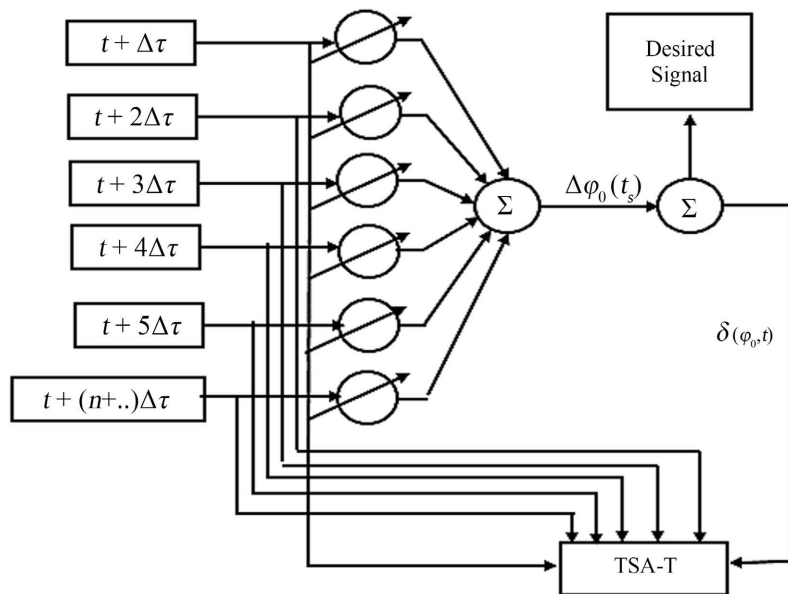 t + Δτ
Desired
Signal
t + 2Δτ
t + 3Δτ
Σ
Δφ₀(tₛ)
Σ
t + 4Δτ
t + 5Δτ
δ(φ₀,t)
t + (n+..)Δτ
TSA-T